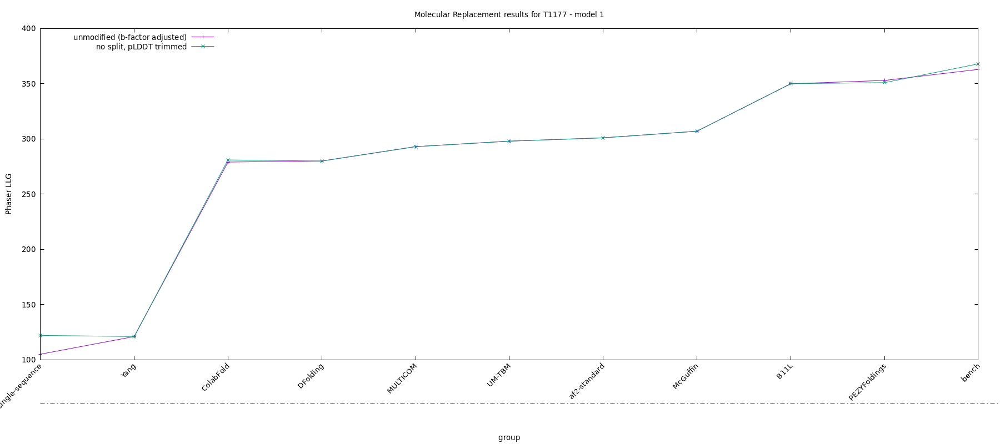 Molecular Replacement results for T1177 - model 1
unmodified (b-factor adjusted)
no split, pLDDT trimmed
400
350
300
250
200
150
100
Phaser LLG
single-sequence
Yang
ColabFold
DFolding
MULTICOM
UM-TBM
af2-standard
McGuffin
B11L
PEZYFoldings
bench
group